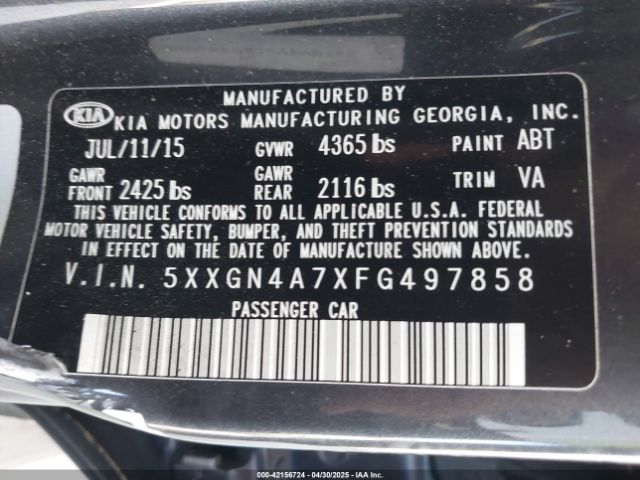 MANUFACTURED BY
KIA KIA MOTORS MANUFACTURING GEORGIA, INC.
JUL/11/15 GVWR 4365 lbs PAINT ABT
GAWR FRONT 2425 lbs GAWR REAR 2116 lbs TRIM VA
THIS VEHICLE CONFORMS TO ALL APPLICABLE U.S.A. FEDERAL
MOTOR VEHICLE SAFETY, BUMPER, AND THEFT PREVENTION STANDARDS
IN EFFECT ON THE DATE OF MANUFACTURE SHOWN ABOVE.
V.I.N. 5XXGN4A7XFG497858
PASSENGER CAR
000-42156724 - 04/30/2025 - IAAI.COM